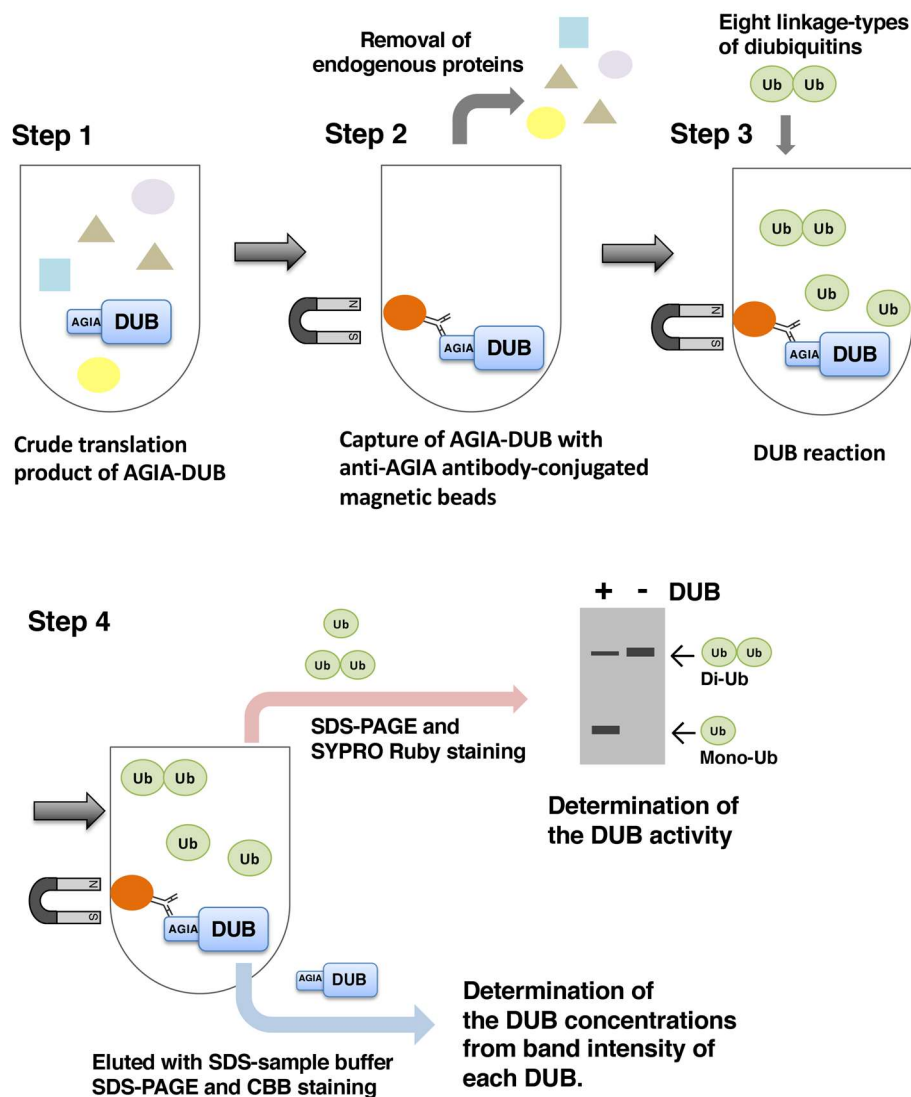 Removal of
endogenous proteins
Eight linkage-types
of diubiquitins
Ub Ub
Step 1
Step 2
Step 3
AGIA DUB
N
S
AGIA DUB
Ub Ub
Ub
Ub
N
S
AGIA DUB
Crude translation
product of AGIA-DUB
Capture of AGIA-DUB with
anti-AGIA antibody-conjugated
magnetic beads
DUB reaction
Step 4
Ub
Ub Ub
SDS-PAGE and
SYPRO Ruby staining
+ - DUB
Ub Ub
Di-Ub
Ub
Mono-Ub
Determination of
the DUB activity
Ub Ub
Ub
Ub
N
S
AGIA DUB
AGIA DUB
Eluted with SDS-sample buffer
SDS-PAGE and CBB staining
Determination of
the DUB concentrations
from band intensity of
each DUB.